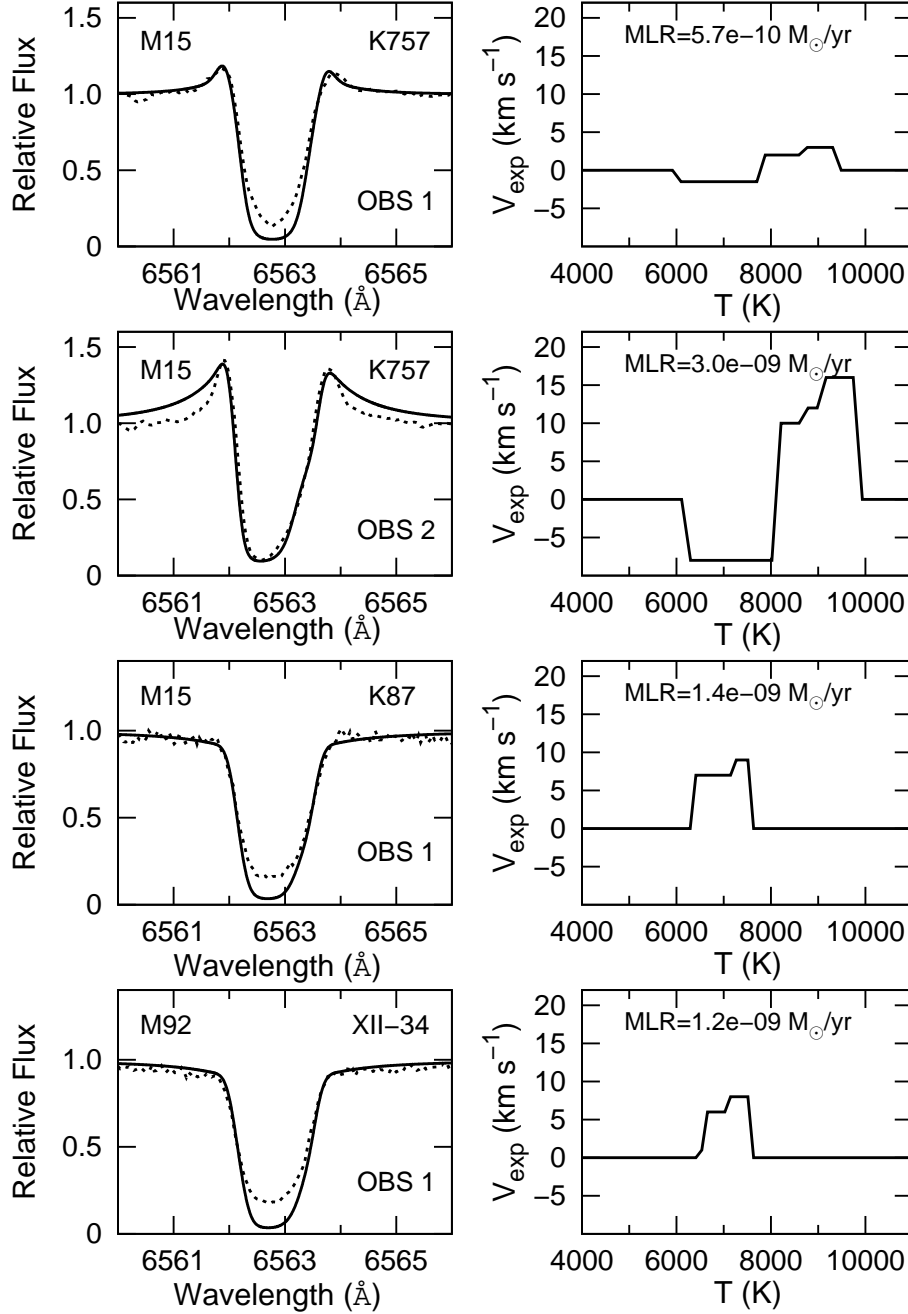 Relative Flux
1.5
1.0
0.5
0
M15 K757
OBS 1
6561 6563 6565
Wavelength (Å)
V_exp (km s⁻¹)
20
15
10
5
0
−5
MLR=5.7e−10 M☉/yr
4000 6000 8000 10000
T (K)
Relative Flux
1.5
1.0
0.5
0
M15 K757
OBS 2
6561 6563 6565
Wavelength (Å)
V_exp (km s⁻¹)
20
15
10
5
0
−5
MLR=3.0e−09 M☉/yr
4000 6000 8000 10000
T (K)
Relative Flux
1.0
0.5
0
M15 K87
OBS 1
6561 6563 6565
Wavelength (Å)
V_exp (km s⁻¹)
20
15
10
5
0
−5
MLR=1.4e−09 M☉/yr
4000 6000 8000 10000
T (K)
Relative Flux
1.0
0.5
0
M92 XII−34
OBS 1
6561 6563 6565
Wavelength (Å)
V_exp (km s⁻¹)
20
15
10
5
0
−5
MLR=1.2e−09 M☉/yr
4000 6000 8000 10000
T (K)